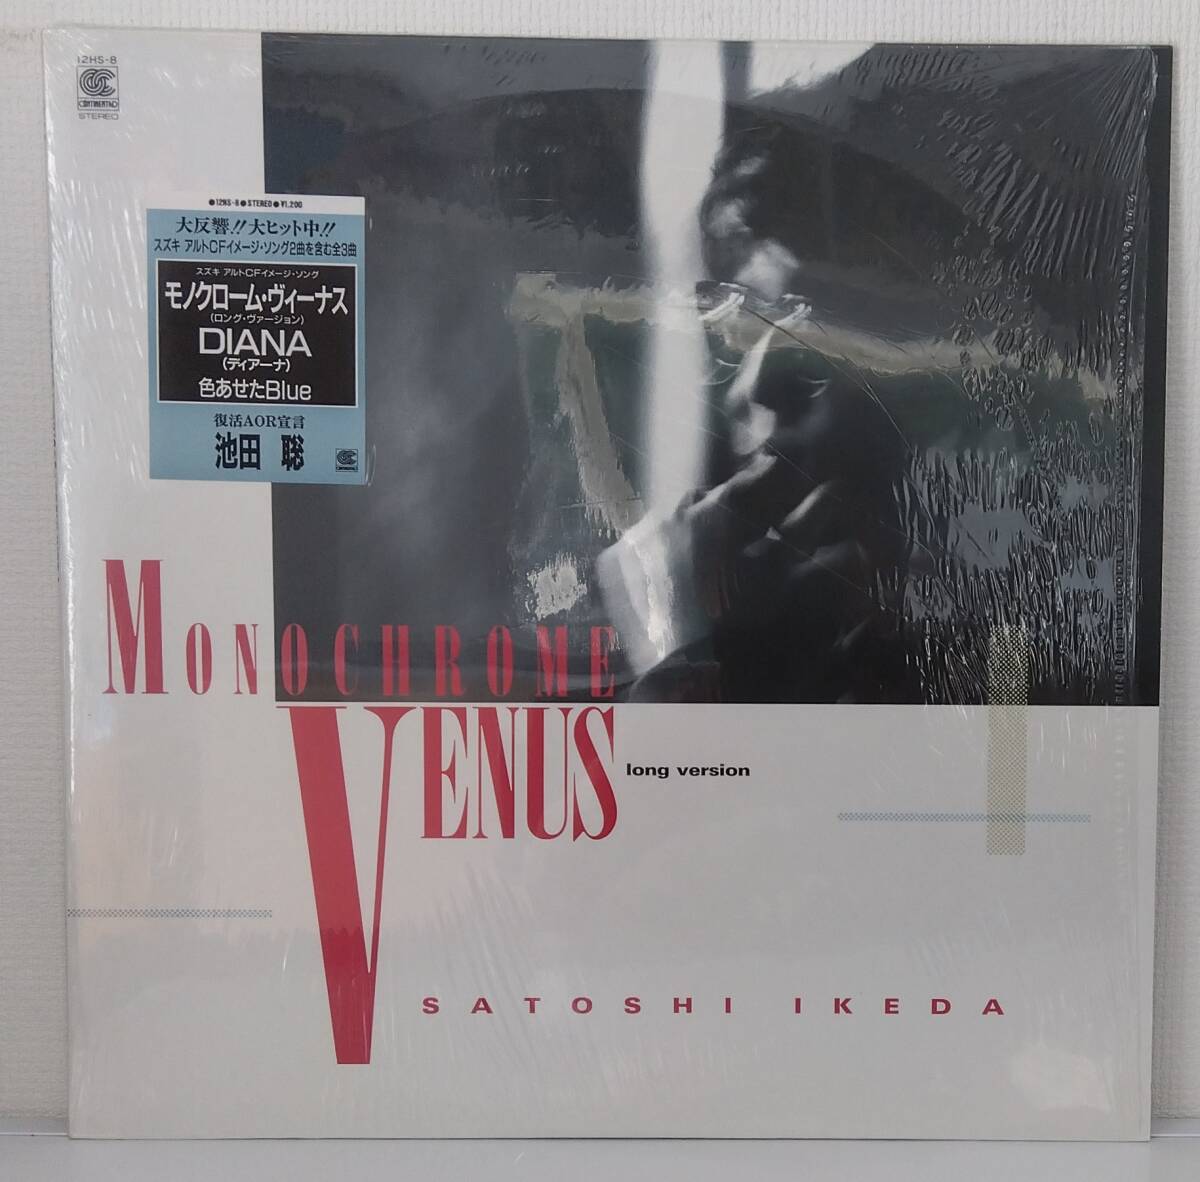 12HS-8
CONTINENTAL
STEREO
●12HS-8●STEREO●¥1,200
大反響!!大ヒット中!!
スズキ アルトCFイメージ・ソング2曲を含む全3曲
スズキ アルトCFイメージ・ソング
モノクローム・ヴィーナス
(ロング・ヴァージョン)
DIANA
(ディアーナ)
色あせたBlue
復活AOR宣言
池田 聡
CONTINENTAL
MONOCHROME
VENUS
long version
SATOSHI IKEDA